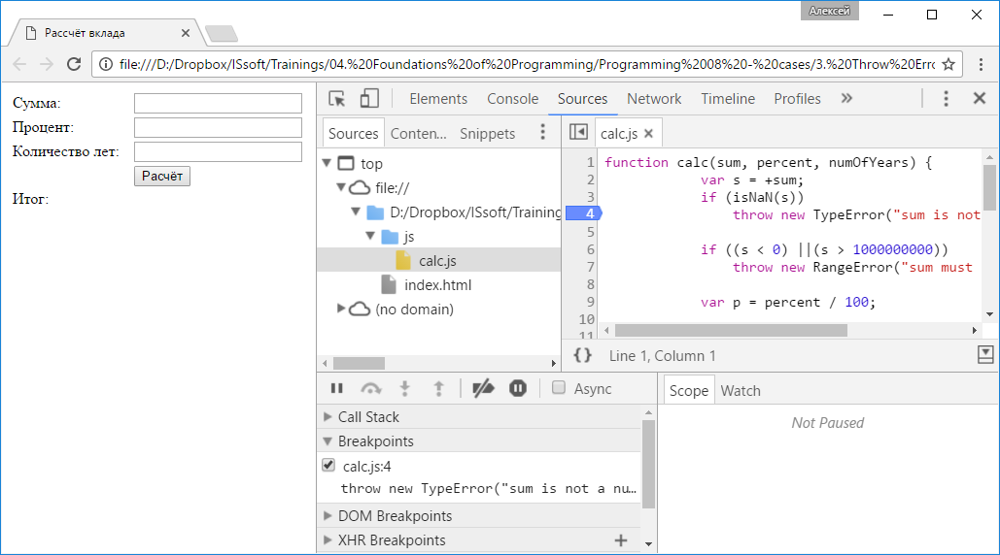 Алексей
Рассчёт вклада
file:///D:/Dropbox/ISsoft/Trainings/04.%20Foundations%20of%20Programming/Programming%2008%20-%20cases/3.%20Throw%20Erro
Сумма:
Процент:
Количество лет:
Расчёт
Итог:
Elements Console Sources Network Timeline Profiles »
Sources Conten... Snippets
top
file://
D:/Dropbox/ISsoft/Training
js
calc.js
index.html
(no domain)
calc.js ×
1 function calc(sum, percent, numOfYears) {
2 var s = +sum;
3 if (isNaN(s))
4 throw new TypeError("sum is not
5
6 if ((s < 0) ||(s > 1000000000))
7 throw new RangeError("sum must
8
9 var p = percent / 100;
10
11
{} Line 1, Column 1
Async
Call Stack
Breakpoints
calc.js:4
throw new TypeError("sum is not a nu…
DOM Breakpoints
XHR Breakpoints +
Scope Watch
Not Paused